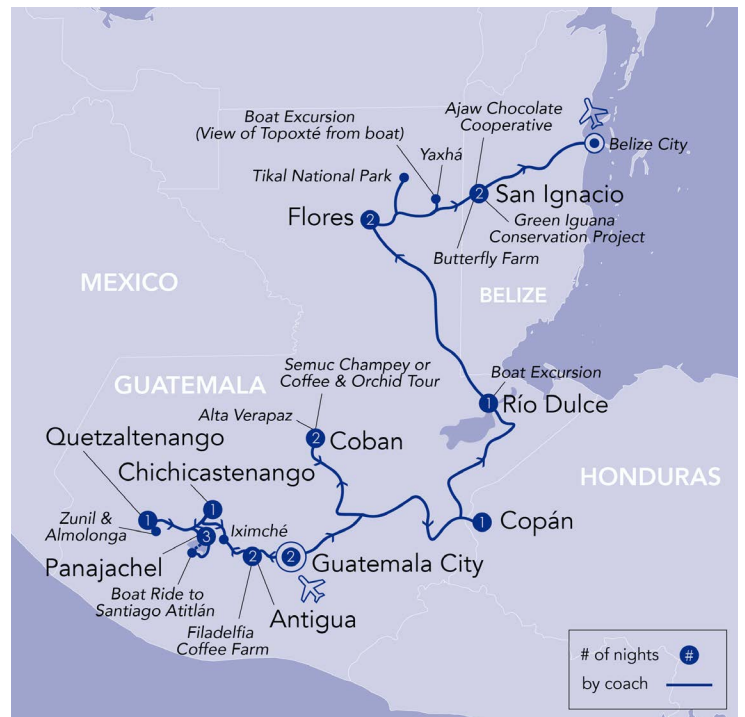 Boat Excursion
(View of Topoxté from boat)
Ajaw Chocolate
Cooperative
Belize City
Yaxhá
Tikal National Park
2
San Ignacio
Flores
2
Green Iguana
Conservation Project
Butterfly Farm
MEXICO
BELIZE
Semuc Champey or
Coffee & Orchid Tour
Boat Excursion
GUATEMALA
1
Río Dulce
Alta Verapaz
2
Coban
Quetzaltenango
Chichicastenango
HONDURAS
1
1
Zunil &
Almolonga
Iximché
1
Copán
3
Panajachel
2
2
Guatemala City
Boat Ride to
Santiago Atitlán
Antigua
Filadelfia
Coffee Farm
# of nights
#
by coach